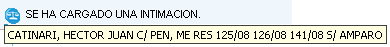 SE HA CARGADO UNA INTIMACION.
CATINARI, HECTOR JUAN C/ PEN, ME RES 125/08 126/08 141/08 S/ AMPARO